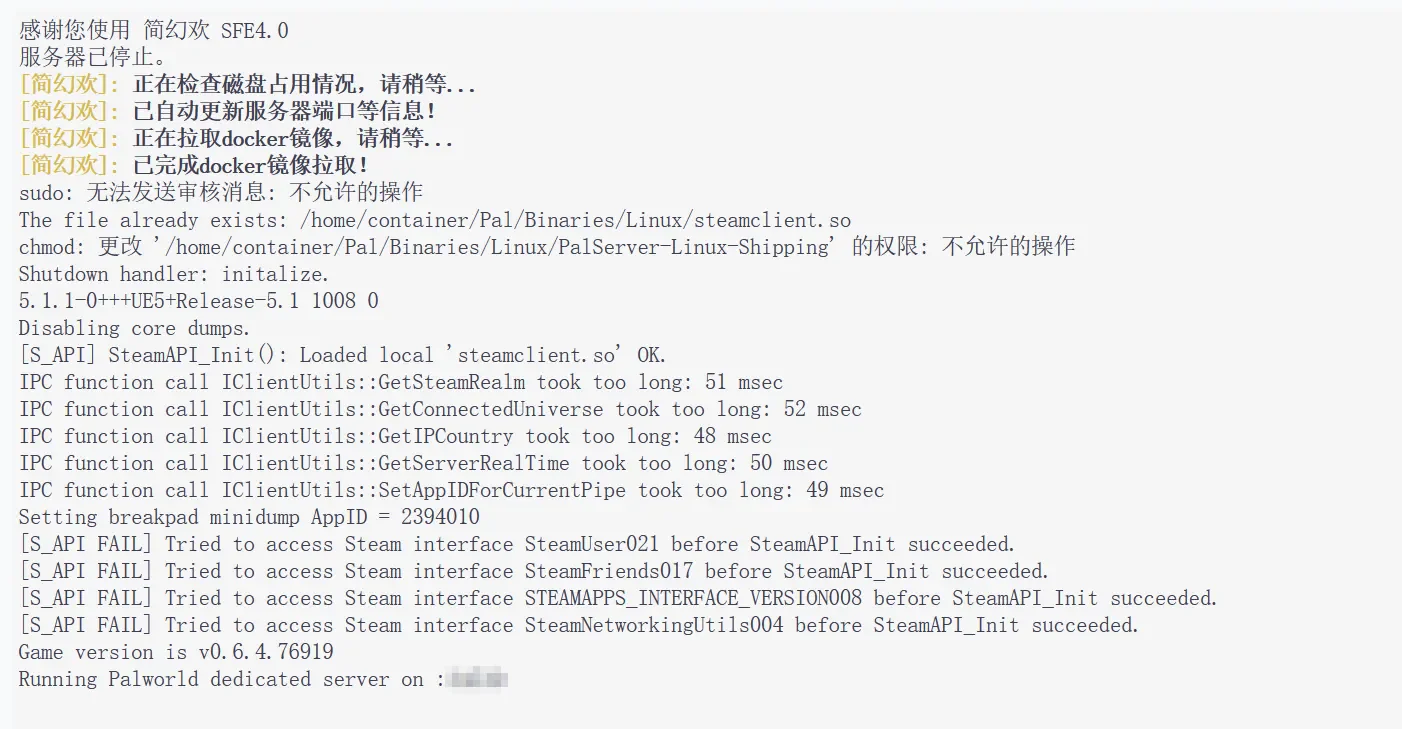 感谢您使用 简幻欢 SFE4.0
服务器已停止。
[简幻欢]: 正在检查磁盘占用情况，请稍等...
[简幻欢]: 已自动更新服务器端口等信息！
[简幻欢]: 正在拉取docker镜像，请稍等...
[简幻欢]: 已完成docker镜像拉取！
sudo: 无法发送审核消息: 不允许的操作
The file already exists: /home/container/Pal/Binaries/Linux/steamclient.so
chmod: 更改 '/home/container/Pal/Binaries/Linux/PalServer-Linux-Shipping' 的权限: 不允许的操作
Shutdown handler: initalize.
5.1.1-0+++UE5+Release-5.1 1008 0
Disabling core dumps.
[S_API] SteamAPI_Init(): Loaded local 'steamclient.so' OK.
IPC function call IClientUtils::GetSteamRealm took too long: 51 msec
IPC function call IClientUtils::GetConnectedUniverse took too long: 52 msec
IPC function call IClientUtils::GetIPCountry took too long: 48 msec
IPC function call IClientUtils::GetServerRealTime took too long: 50 msec
IPC function call IClientUtils::SetAppIDForCurrentPipe took too long: 49 msec
Setting breakpad minidump AppID = 2394010
[S_API FAIL] Tried to access Steam interface SteamUser021 before SteamAPI_Init succeeded.
[S_API FAIL] Tried to access Steam interface SteamFriends017 before SteamAPI_Init succeeded.
[S_API FAIL] Tried to access Steam interface STEAMAPPS_INTERFACE_VERSION008 before SteamAPI_Init succeeded.
[S_API FAIL] Tried to access Steam interface SteamNetworkingUtils004 before SteamAPI_Init succeeded.
Game version is v0.6.4.76919
Running Palworld dedicated server on :